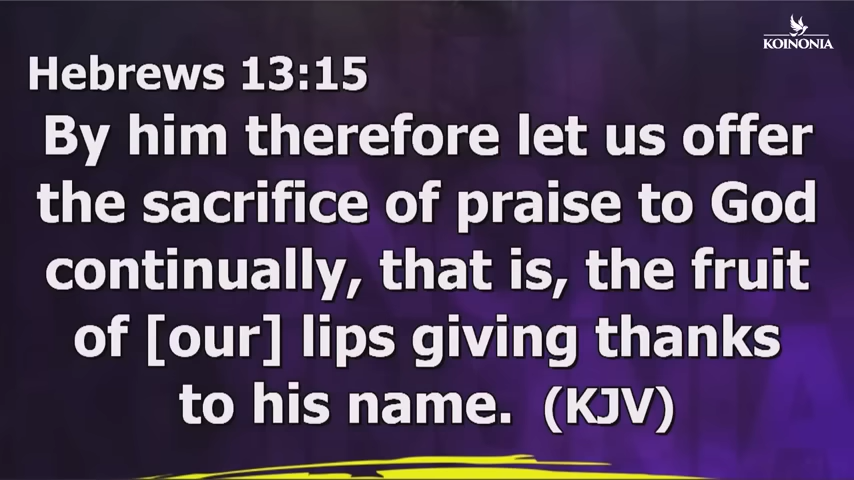 KOINONIA
Hebrews 13:15
By him therefore let us offer
the sacrifice of praise to God
continually, that is, the fruit
of [our] lips giving thanks
to his name. (KJV)